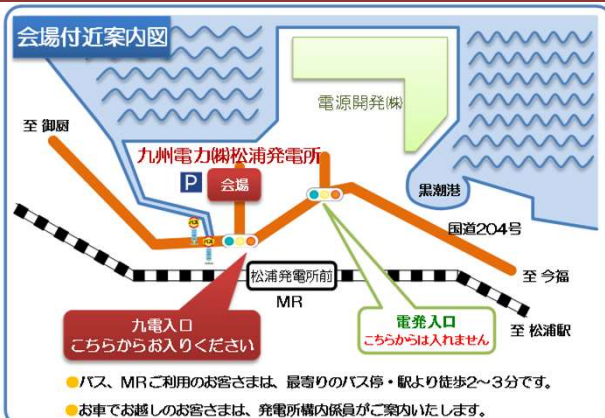 会場付近案内図
電源開発㈱
至 御厨
九州電力㈱松浦発電所
P
会場
黒潮港
バス
バス
国道204号
松浦発電所前
至 今福
MR
九電入口
こちらからお入りください
電発入口
こちらからは入れません
至 松浦駅
●バス、MRご利用のお客さまは、最寄りのバス停・駅より徒歩2～3分です。
●お車でお越しのお客さまは、発電所構内係員がご案内いたします。